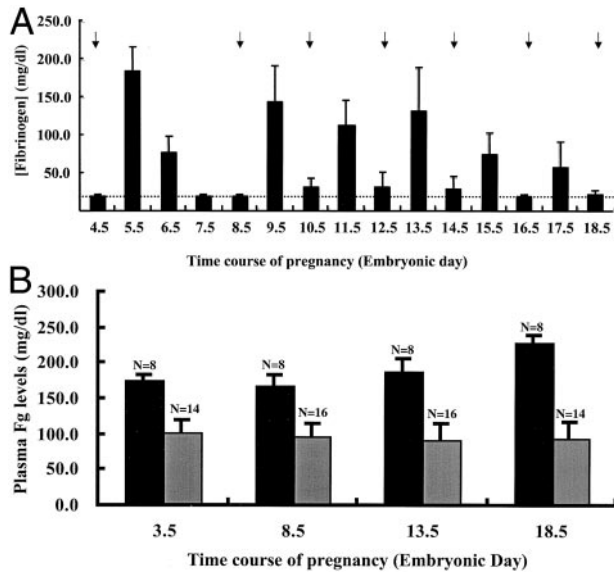 A
[Fibrinogen] (mg/dl)
250.0
200.0
150.0
100.0
50.0
4.5 5.5 6.5 7.5 8.5 9.5 10.5 11.5 12.5 13.5 14.5 15.5 16.5 17.5 18.5
Time course of pregnancy (Embryonic day)
B
Plasma Fg levels (mg/dl)
300.0
250.0
200.0
150.0
100.0
50.0
0.0
N=8 N=14 N=8 N=16 N=8 N=16 N=8 N=14
3.5 8.5 13.5 18.5
Time course of pregnancy (Embryonic Day)